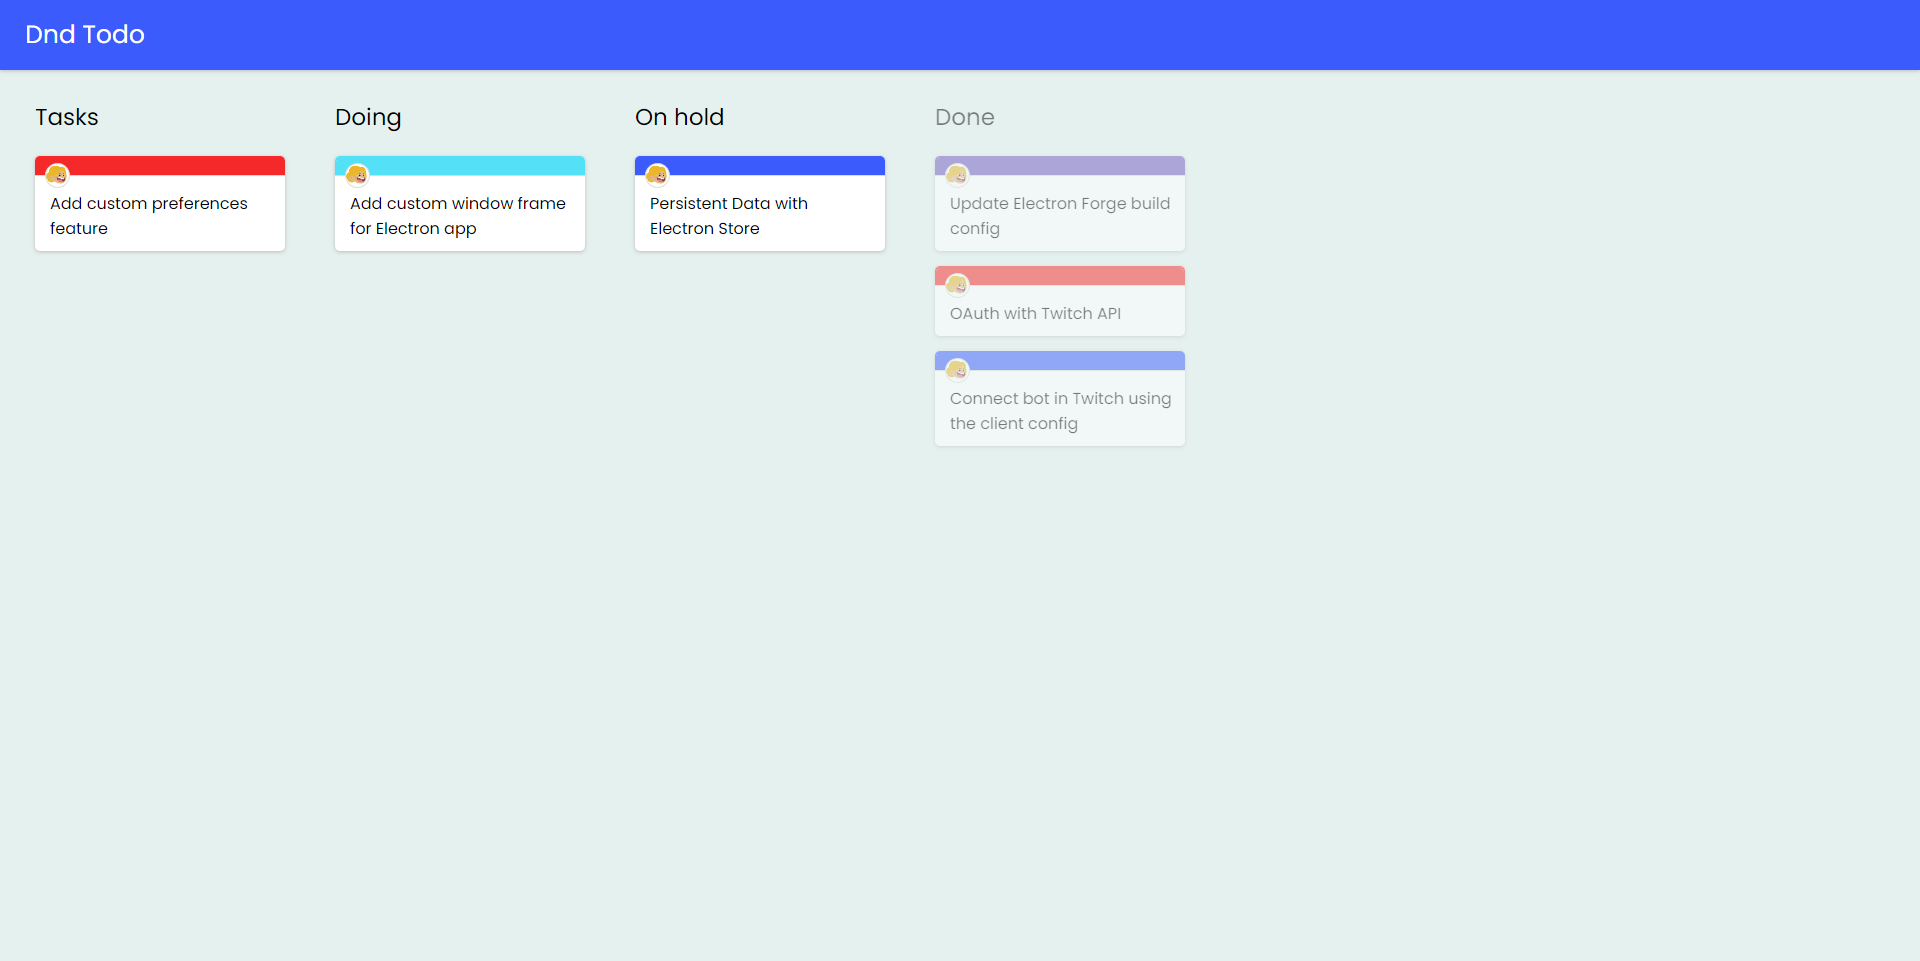 Dnd Todo
Tasks
Add custom preferences
feature
Doing
Add custom window frame
for Electron app
On hold
Persistent Data with
Electron Store
Done
Update Electron Forge build
config
OAuth with Twitch API
Connect bot in Twitch using
the client config